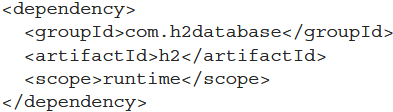 <dependency>
  <groupId>com.h2database</groupId>
  <artifactId>h2</artifactId>
  <scope>runtime</scope>
</dependency>